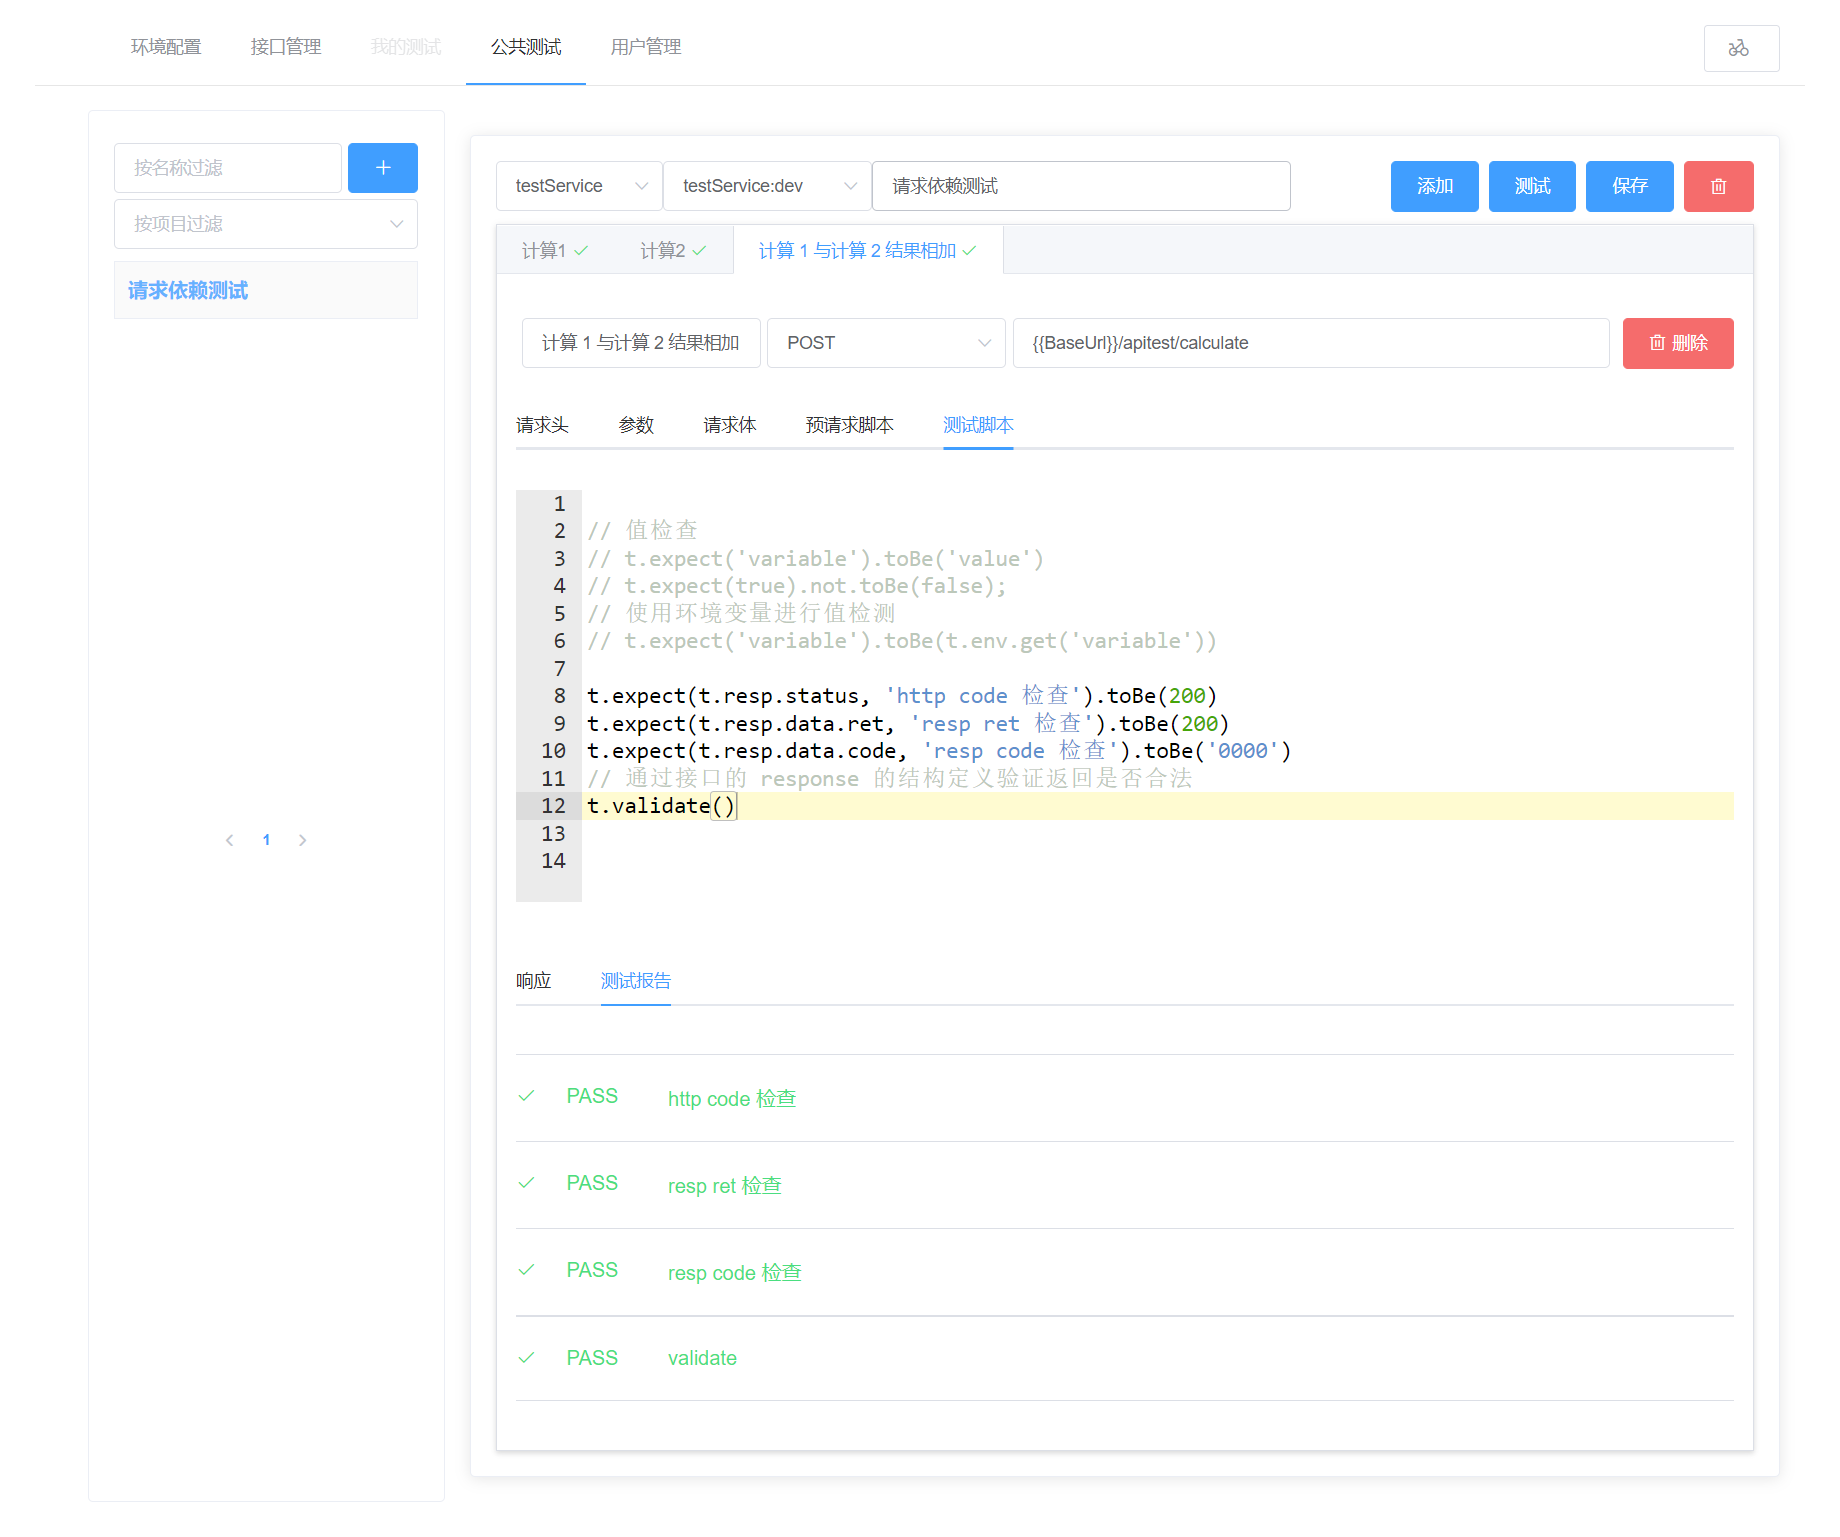 环境配置 接口管理 我的测试 公共测试 用户管理
按名称过滤
按项目过滤
请求依赖测试
1
testService testService:dev 请求依赖测试 添加 测试 保存
计算1 计算2 计算 1 与计算 2 结果相加
计算 1 与计算 2 结果相加 POST {{BaseUrl}}/apitest/calculate 删除
请求头 参数 请求体 预请求脚本 测试脚本
1
2 // 值检查
3 // t.expect('variable').toBe('value')
4 // t.expect(true).not.toBe(false);
5 // 使用环境变量进行值检测
6 // t.expect('variable').toBe(t.env.get('variable'))
7
8 t.expect(t.resp.status, 'http code 检查').toBe(200)
9 t.expect(t.resp.data.ret, 'resp ret 检查').toBe(200)
10 t.expect(t.resp.data.code, 'resp code 检查').toBe('0000')
11 // 通过接口的 response 的结构定义验证返回是否合法
12 t.validate()
13
14
响应 测试报告
PASS http code 检查
PASS resp ret 检查
PASS resp code 检查
PASS validate